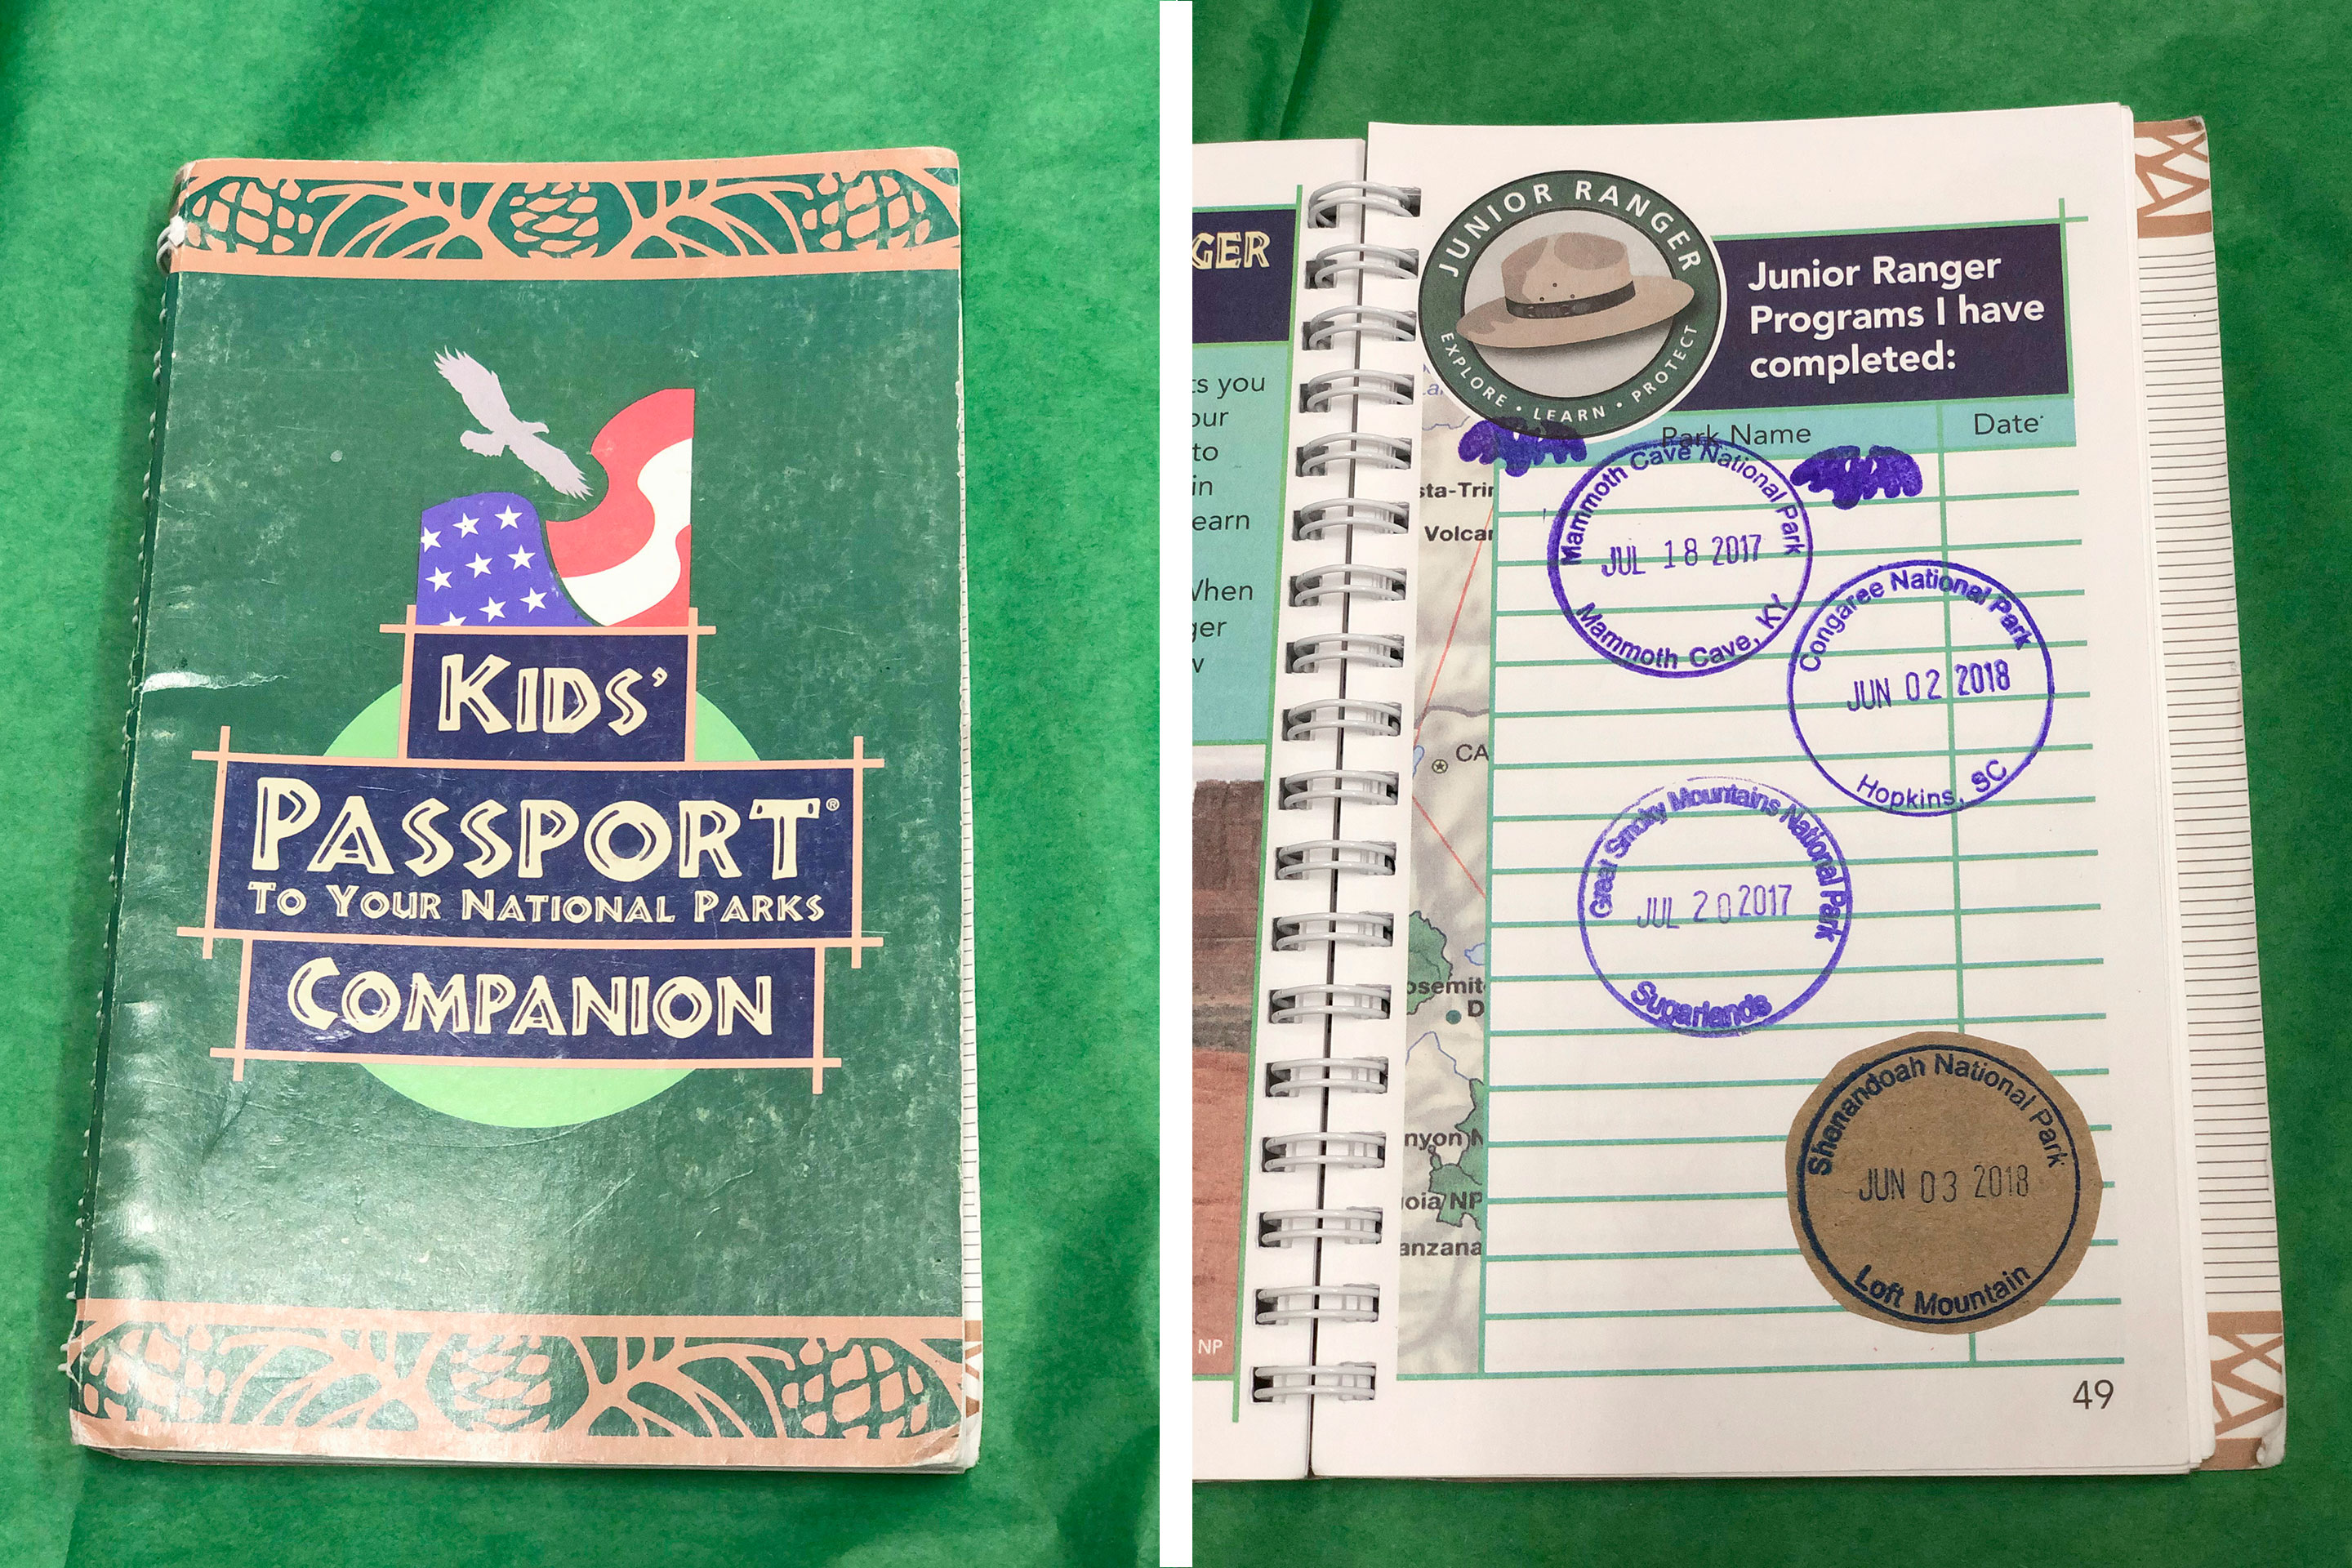 KIDS'
PASSPORT®
TO YOUR NATIONAL PARKS
COMPANION
GER
ts you
our
to
in
earn
When
ger
w
NP
JUNIOR RANGER
EXPLORE • LEARN • PROTECT
Junior Ranger
Programs I have
completed:
Park Name
Date
sta-Trin
Volcan
CA
osemit
D
nyon N
oia NP
anzana
Mammoth Cave National Park
JUL 18 2017
Mammoth Cave, KY
Congaree National Park
JUN 02 2018
Hopkins, SC
Great Smoky Mountains National Park
JUL 20 2017
Sugarlands
Shenandoah National Park
JUN 03 2018
Loft Mountain
49